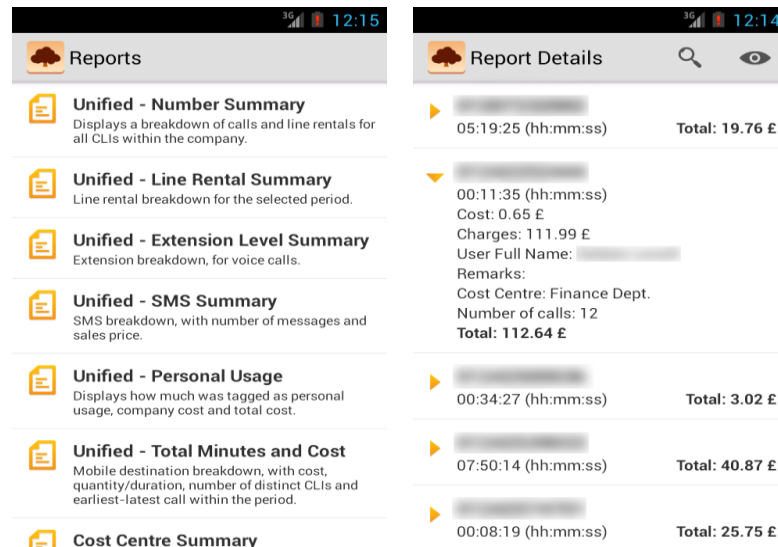 3G 12:15
Reports
Unified - Number Summary
Displays a breakdown of calls and line rentals for
all CLIs within the company.
Unified - Line Rental Summary
Line rental breakdown for the selected period.
Unified - Extension Level Summary
Extension breakdown, for voice calls.
Unified - SMS Summary
SMS breakdown, with number of messages and
sales price.
Unified - Personal Usage
Displays how much was tagged as personal
usage, company cost and total cost.
Unified - Total Minutes and Cost
Mobile destination breakdown, with cost,
quantity/duration, number of distinct CLIs and
earliest-latest call within the period.
Cost Centre Summary
3G 12:14
Report Details
05:19:25 (hh:mm:ss) Total: 19.76 £
00:11:35 (hh:mm:ss)
Cost: 0.65 £
Charges: 111.99 £
User Full Name:
Remarks:
Cost Centre: Finance Dept.
Number of calls: 12
Total: 112.64 £
00:34:27 (hh:mm:ss) Total: 3.02 £
07:50:14 (hh:mm:ss) Total: 40.87 £
00:08:19 (hh:mm:ss) Total: 25.75 £